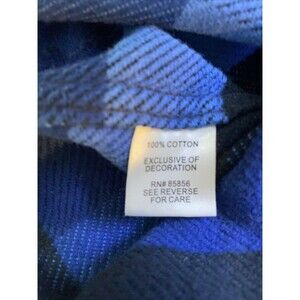 100% COTTON
EXCLUSIVE OF
DECORATION
RN# 85856
SEE REVERSE
FOR CARE